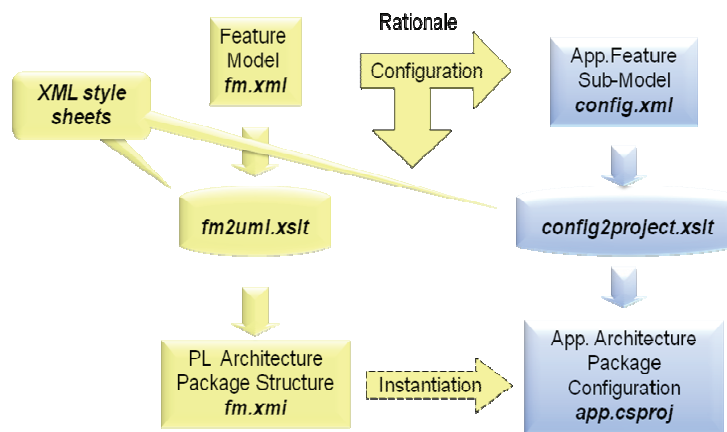 Rationale
Feature
Model
fm.xml
Configuration
App.Feature
Sub-Model
config.xml
XML style
sheets
fm2uml.xslt
config2project.xslt
PL Architecture
Package Structure
fm.xmi
Instantiation
App. Architecture
Package
Configuration
app.csproj